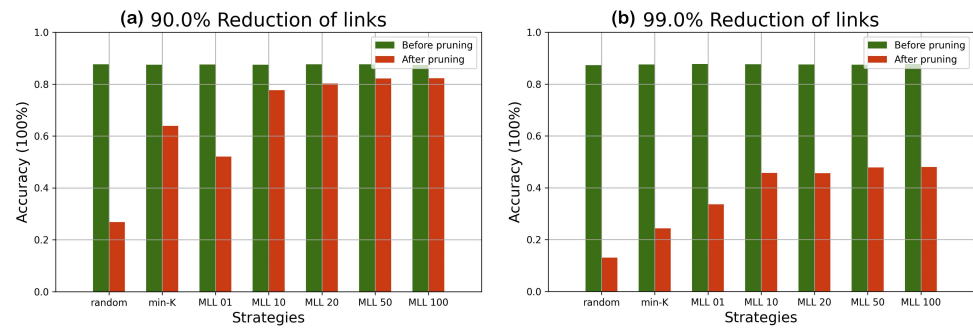 (a) 90.0% Reduction of links
Before pruning
After pruning
Accuracy (100%)
1.0
0.8
0.6
0.4
0.2
0.0
random min-K MLL 01 MLL 10 MLL 20 MLL 50 MLL 100
Strategies
(b) 99.0% Reduction of links
Before pruning
After pruning
Accuracy (100%)
1.0
0.8
0.6
0.4
0.2
0.0
random min-K MLL 01 MLL 10 MLL 20 MLL 50 MLL 100
Strategies